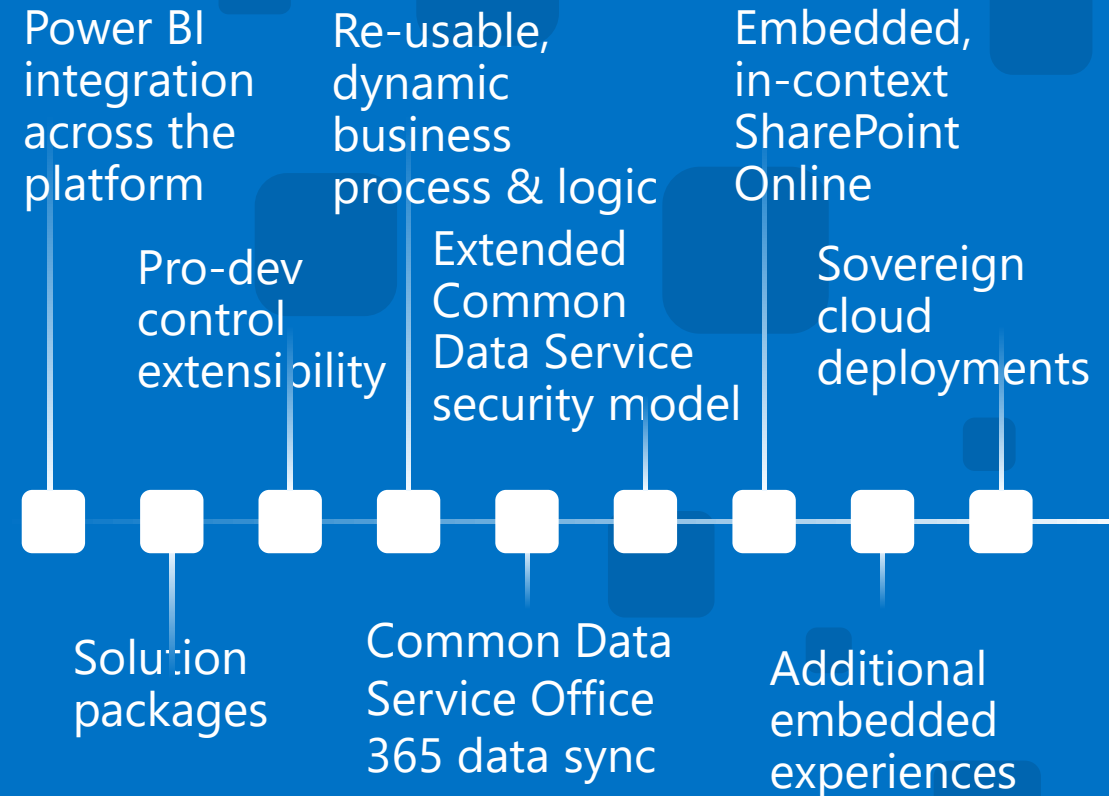 Power BI
integration
across the
platform
Re-usable,
dynamic
business
process & logic
Embedded,
in-context
SharePoint
Online
Pro-dev
control
extensibility
Extended
Common
Data Service
security model
Sovereign
cloud
deployments
Solution
packages
Common Data
Service Office
365 data sync
Additional
embedded
experiences